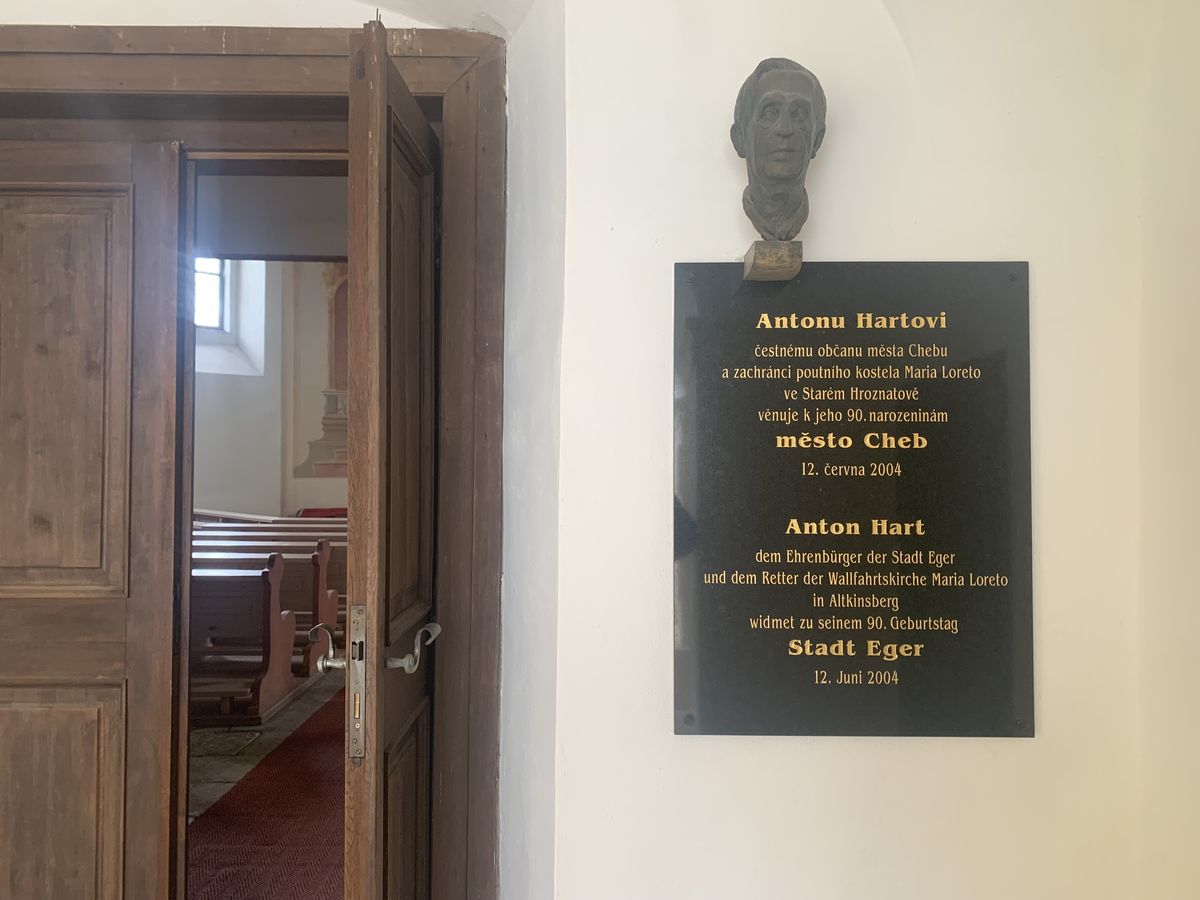 Antonu Hartovi
čestnému občanu města Chebu
a zachránci poutního kostela Maria Loreto
ve Starém Hroznatově
věnuje k jeho 90. narozeninám
město Cheb
12. června 2004
Anton Hart
dem Ehrenbürger der Stadt Eger
und dem Retter der Wallfahrtskirche Maria Loreto
in Altkinsberg
widmet zu seinem 90. Geburtstag
Stadt Eger
12. Juni 2004